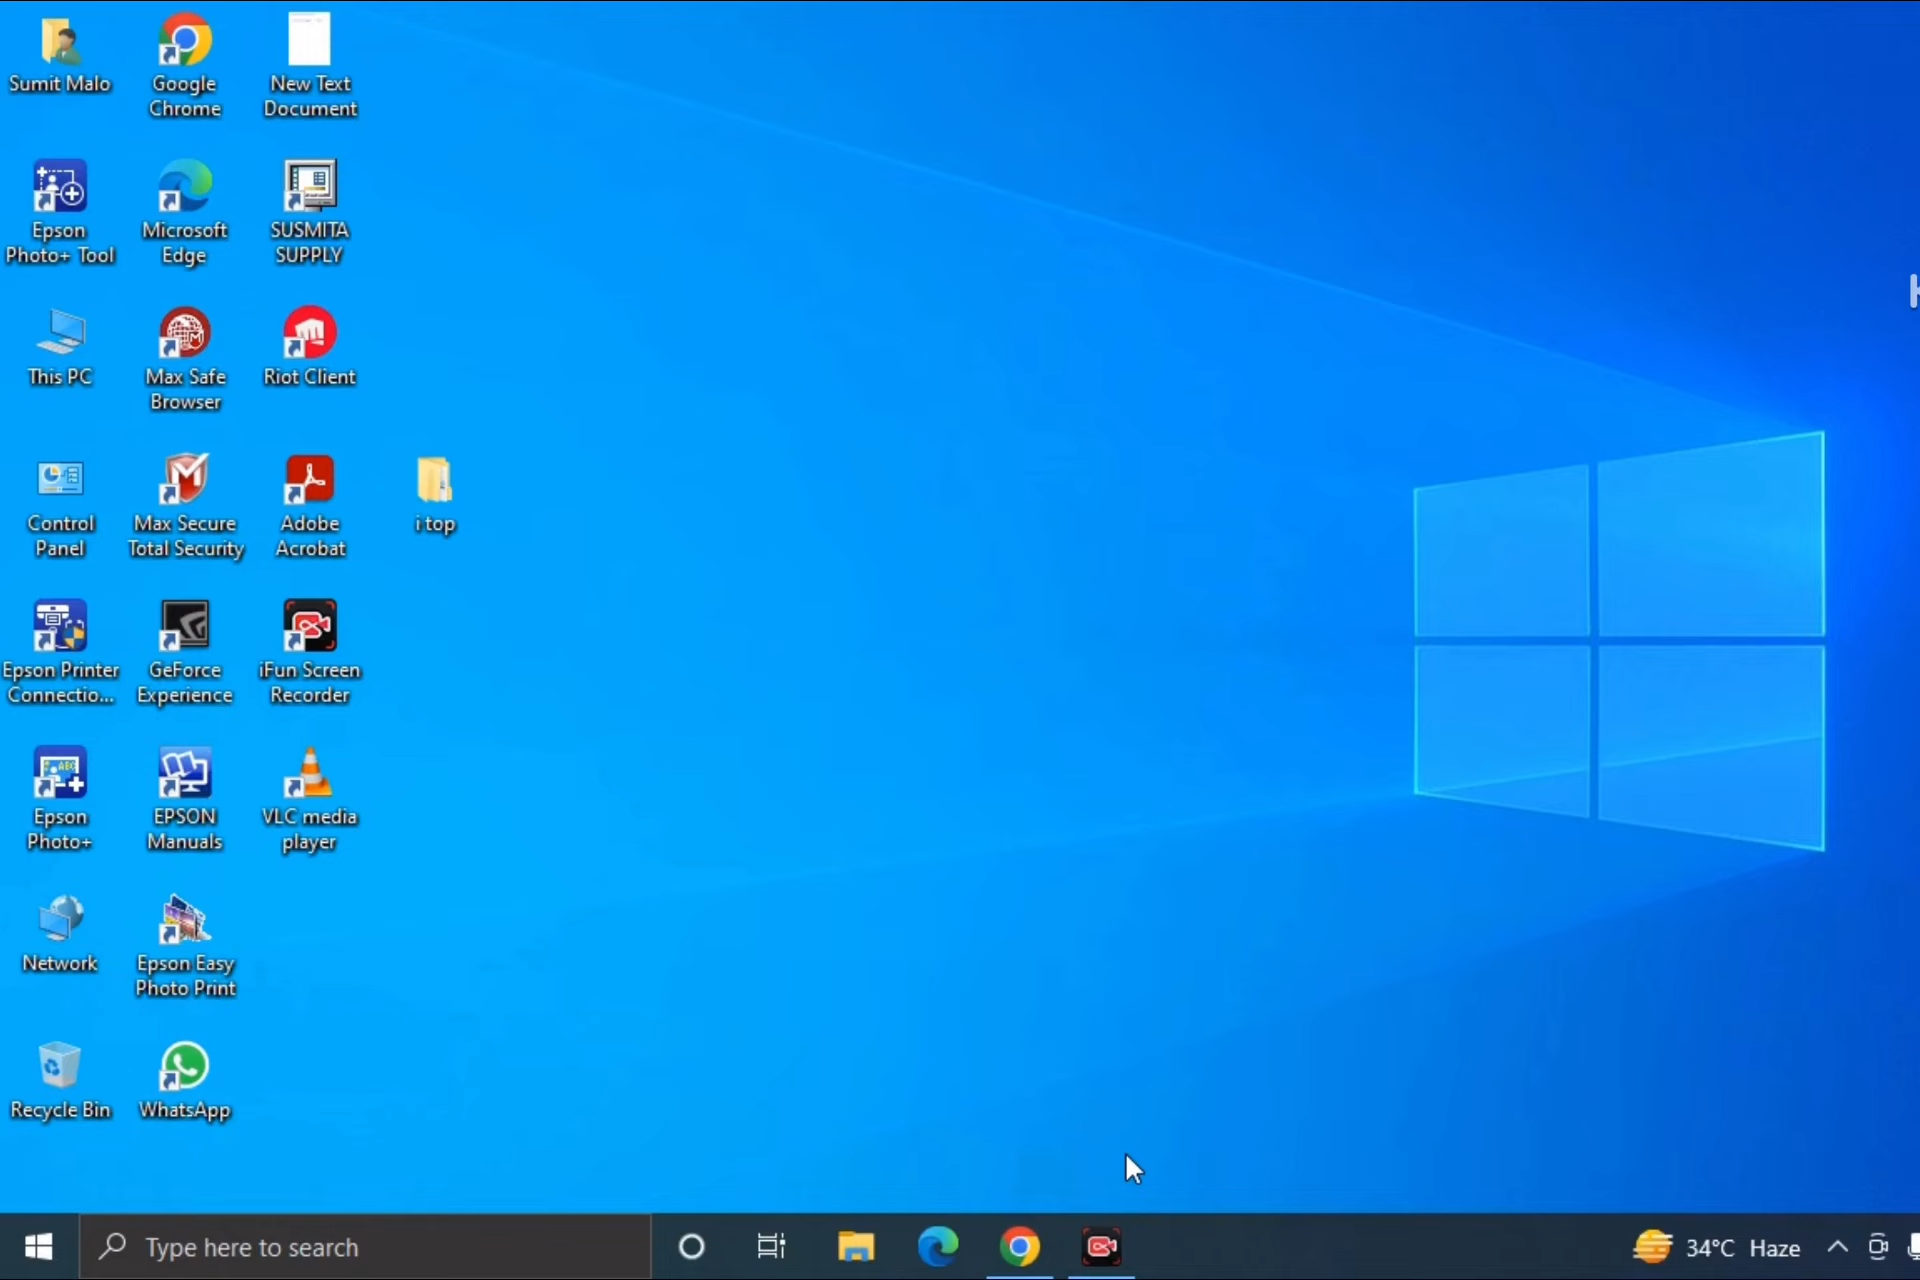 Sumit Malo
Google
Chrome
New Text
Document
Epson
Photo+ Tool
Microsoft
Edge
SUSMITA
SUPPLY
This PC
Max Safe
Browser
Riot Client
Control
Panel
Max Secure
Total Security
Adobe
Acrobat
i top
Epson Printer
Connectio...
GeForce
Experience
iFun Screen
Recorder
Epson
Photo+
EPSON
Manuals
VLC media
player
Network
Epson Easy
Photo Print
Recycle Bin
WhatsApp
Type here to search
34°C Haze